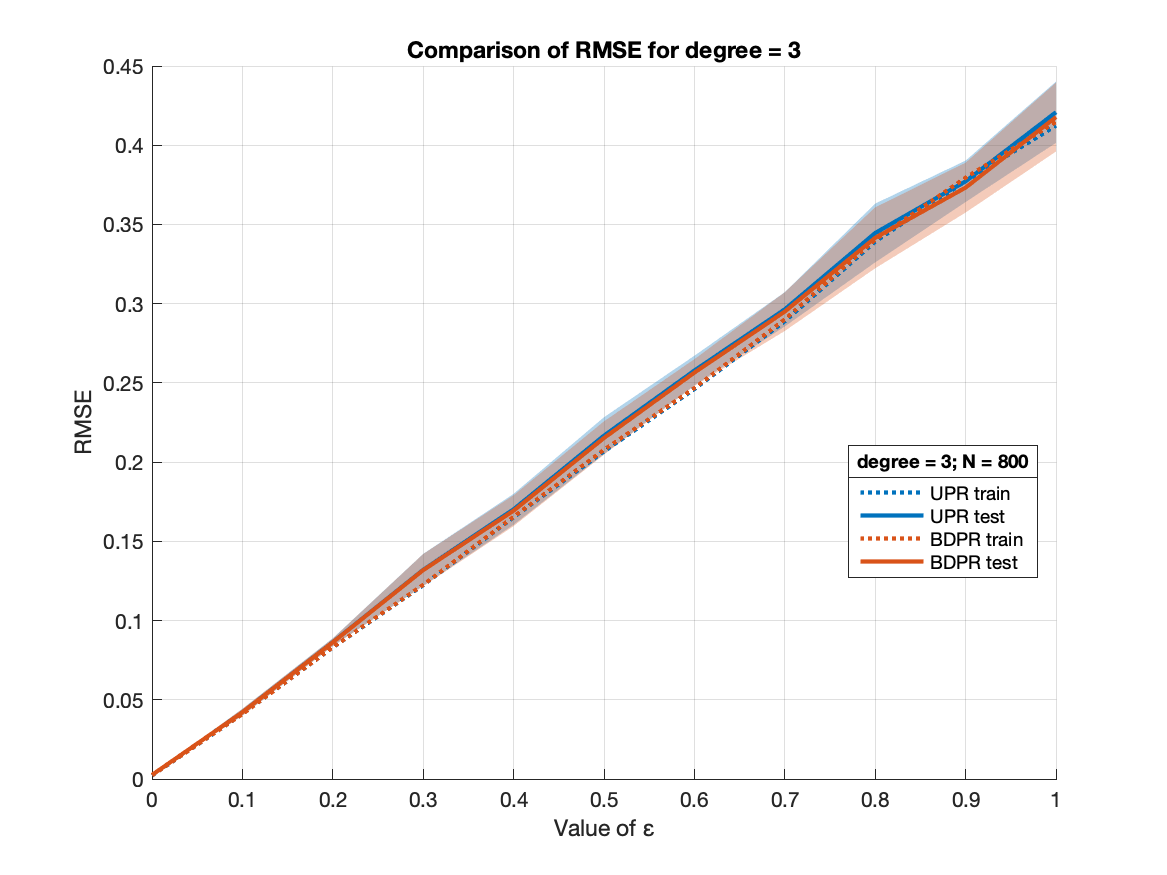 Comparison of RMSE for degree = 3
0.45
0.4
0.35
0.3
0.25
0.2
0.15
0.1
0.05
0
RMSE
degree = 3; N = 800
UPR train
UPR test
BDPR train
BDPR test
0 0.1 0.2 0.3 0.4 0.5 0.6 0.7 0.8 0.9 1
Value of ε